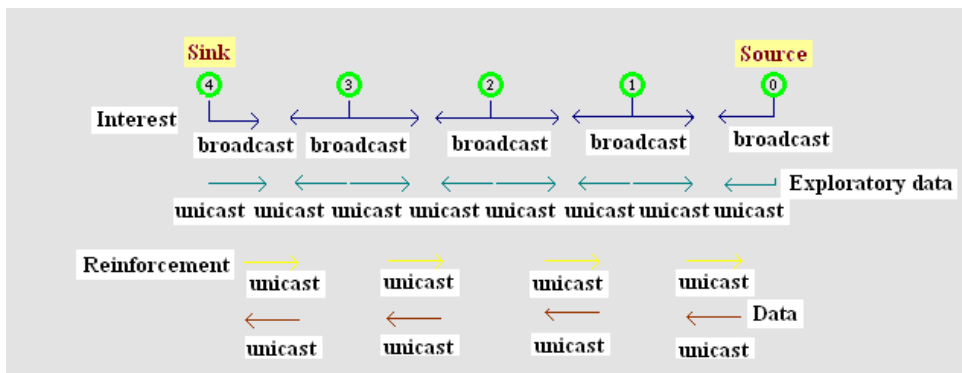 Sink Source
4 3 2 1 0
Interest
broadcast broadcast broadcast broadcast broadcast
Exploratory data
unicast unicast unicast unicast unicast unicast unicast unicast
Reinforcement
unicast unicast unicast unicast
Data
unicast unicast unicast unicast